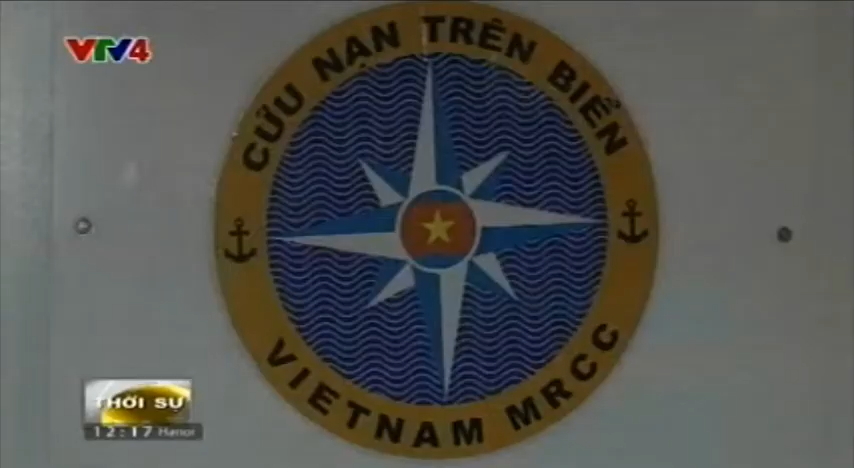 VTV4
CỨU NẠN TRÊN BIỂN
VIETNAM MRCC
THỜI SỰ
12:17 Hanoi